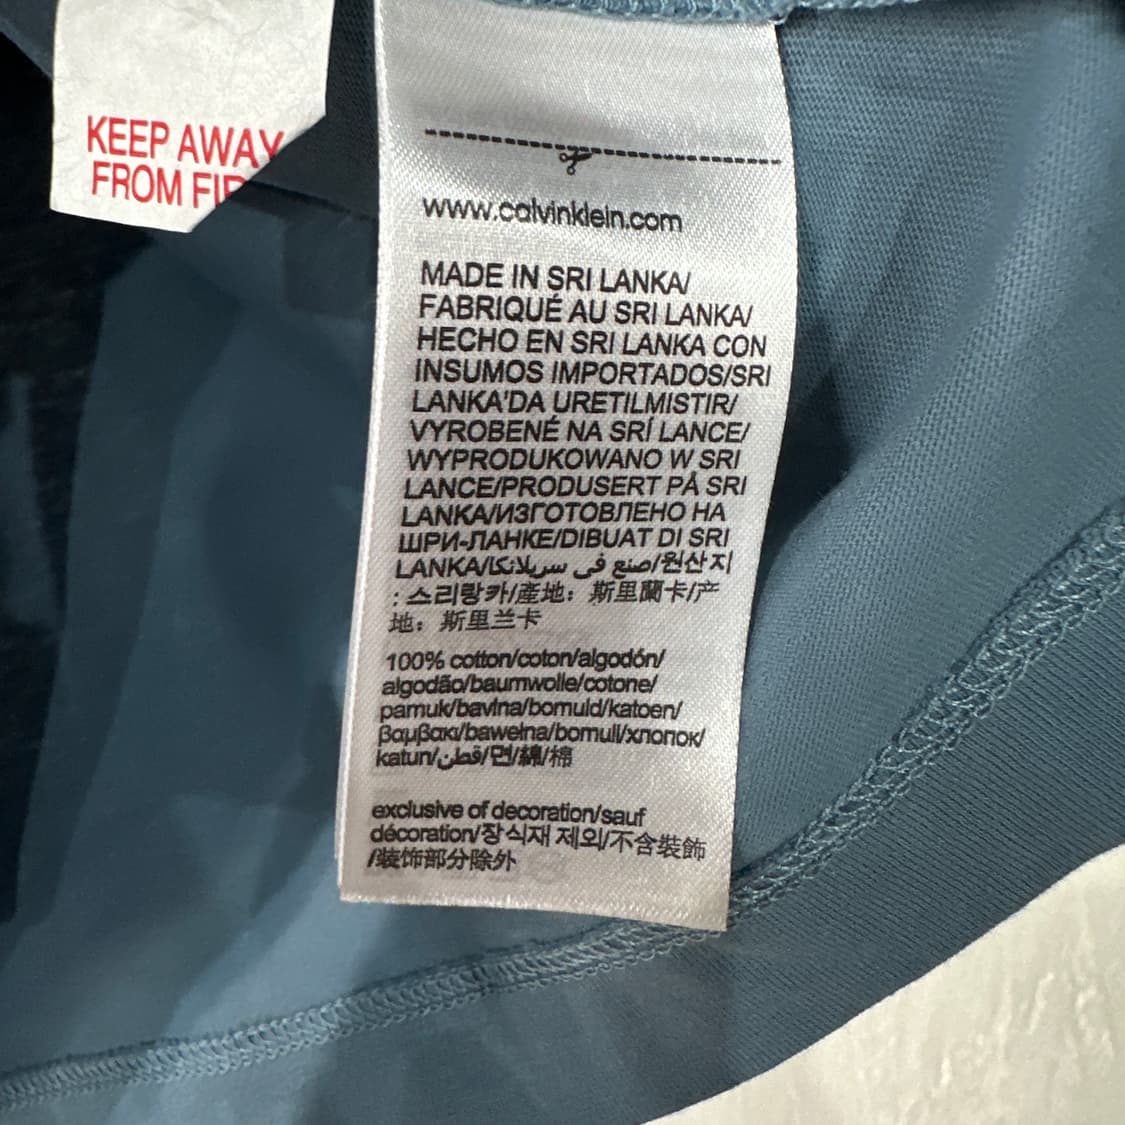 KEEP AWAY
FROM
www.calvinklein.com
MADE IN SRI LANKA/
FABRIQUÉ AU SRI LANKA/
HECHO EN SRI LANKA CON
INSUMOS IMPORTADOS/SRI
LANKA'DA URETILMISTIR/
VYROBENÉ NA SRÍ LANCE/
WYPRODUKOWANO W SRI
LANCE/PRODUSERT PÅ SRI
LANKA/ИЗГОТОВЛЕНО НА
ШРИ-ЛАНКЕ/DIBUAT DI SRI
LANKA/صنع في سريلانكا/원산지
: 스리랑카/產地：斯里蘭卡/产
地：斯里兰卡
100% cotton/coton/algodón/
algodão/baumwolle/cotone/
pamuk/bavlna/bomuld/katoen/
βαμβακι/bawełna/bomull/хлопок/
katun/قطن/면/綿/棉
exclusive of decoration/sauf
décoration/장식재 제외/不含裝飾
/装饰部分除外